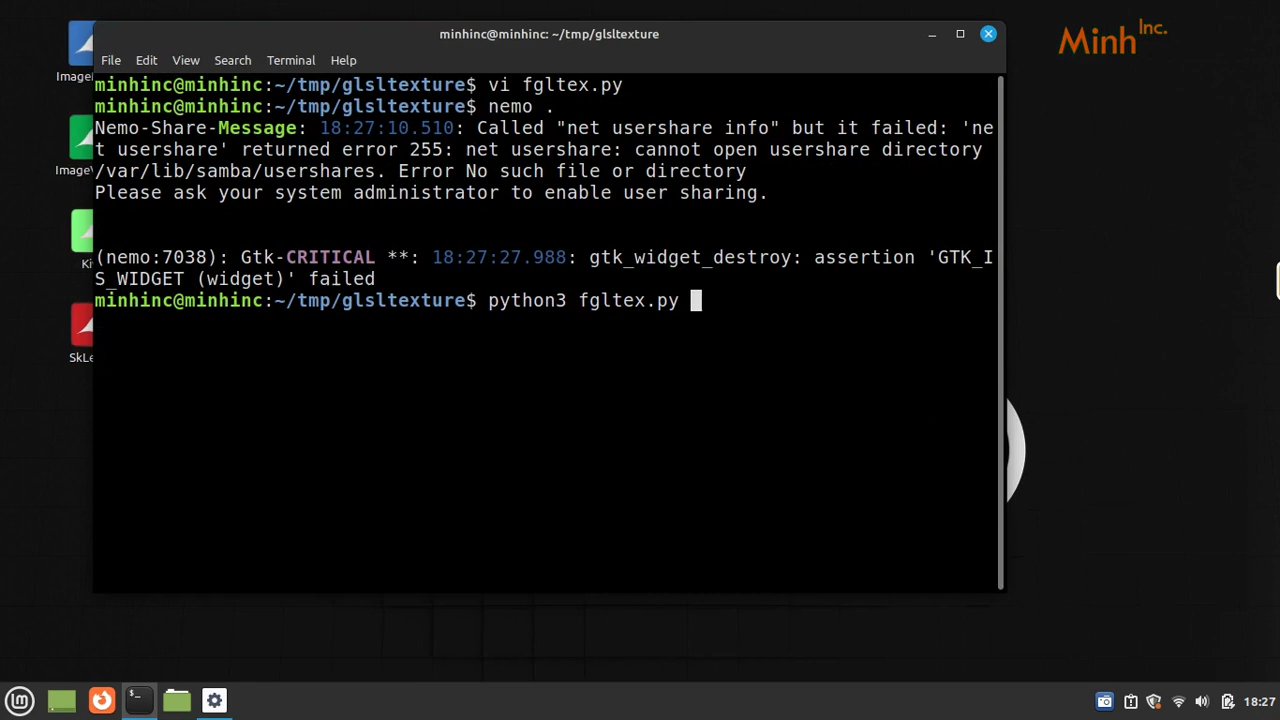 minhinc@minhinc: ~/tmp/glsltexture
Minh Inc.
File Edit View Search Terminal Help
minhinc@minhinc:~/tmp/glsltexture$ vi fgltex.py
minhinc@minhinc:~/tmp/glsltexture$ nemo .
Nemo-Share-Message: 18:27:10.510: Called "net usershare info" but it failed: 'ne
t usershare' returned error 255: net usershare: cannot open usershare directory
/var/lib/samba/usershares. Error No such file or directory
Please ask your system administrator to enable user sharing.
(nemo:7038): Gtk-CRITICAL **: 18:27:27.988: gtk_widget_destroy: assertion 'GTK_I
S_WIDGET (widget)' failed
minhinc@minhinc:~/tmp/glsltexture$ python3 fgltex.py
ImageV
SkLe
18:27